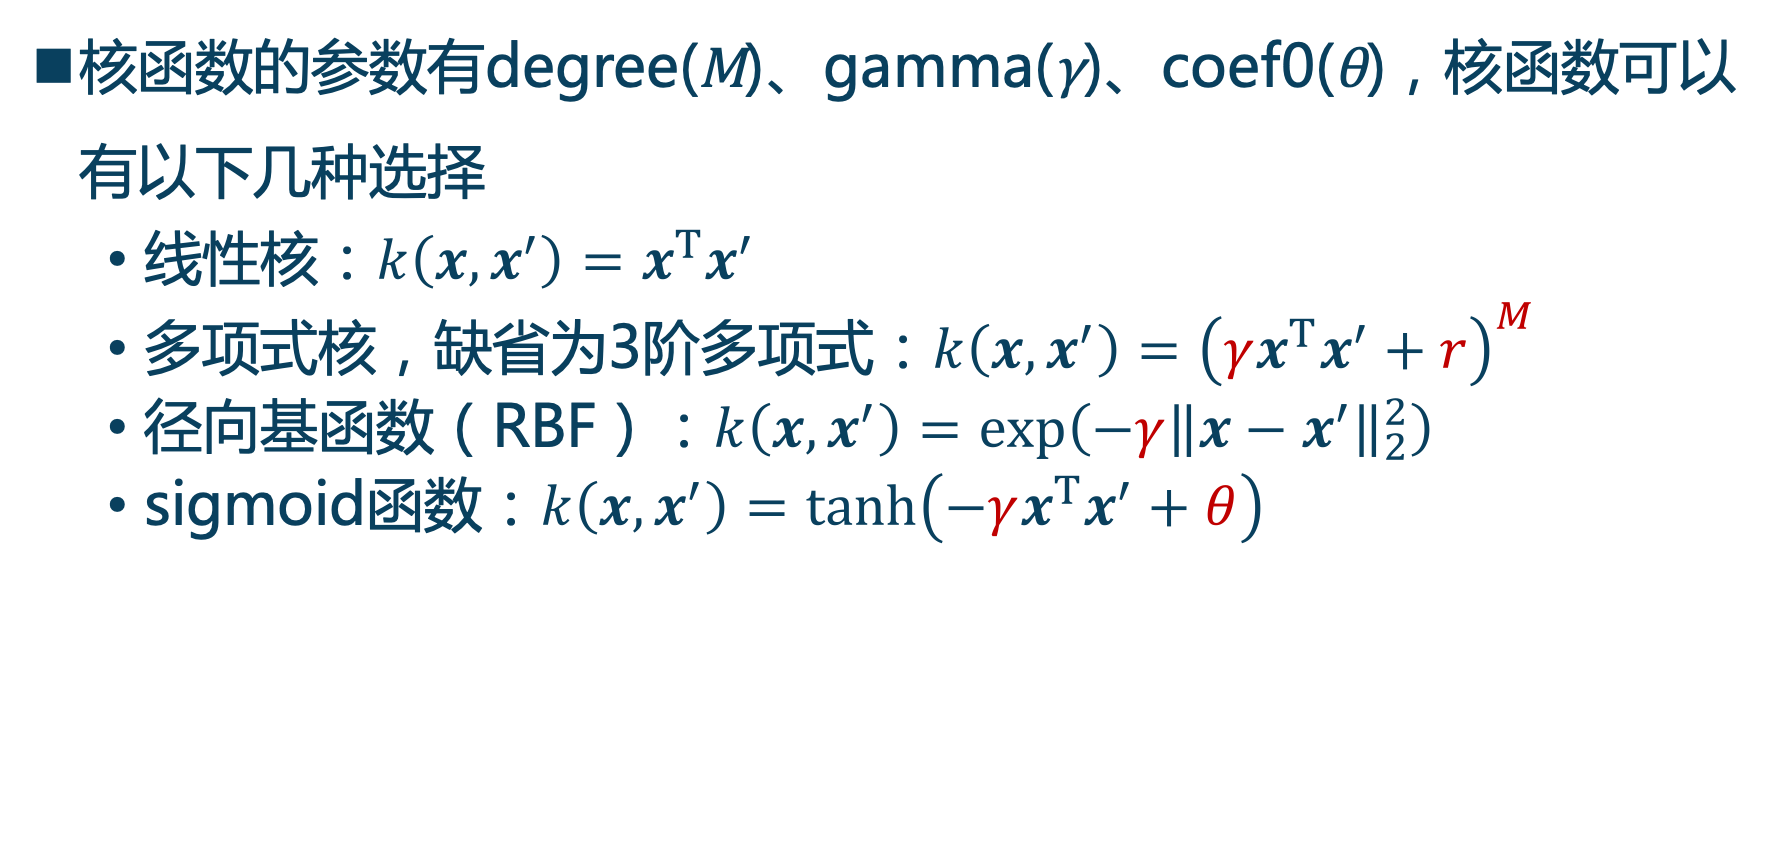 ■核函数的参数有degree(M)、gamma(γ)、coef0(θ)，核函数可以
有以下几种选择
• 线性核：k(x, x′) = xᵀx′
• 多项式核，缺省为3阶多项式：k(x, x′) = (γxᵀx′ + r)ᴹ
• 径向基函数（RBF）：k(x, x′) = exp(−γ‖x − x′‖₂²)
• sigmoid函数：k(x, x′) = tanh(−γxᵀx′ + θ)